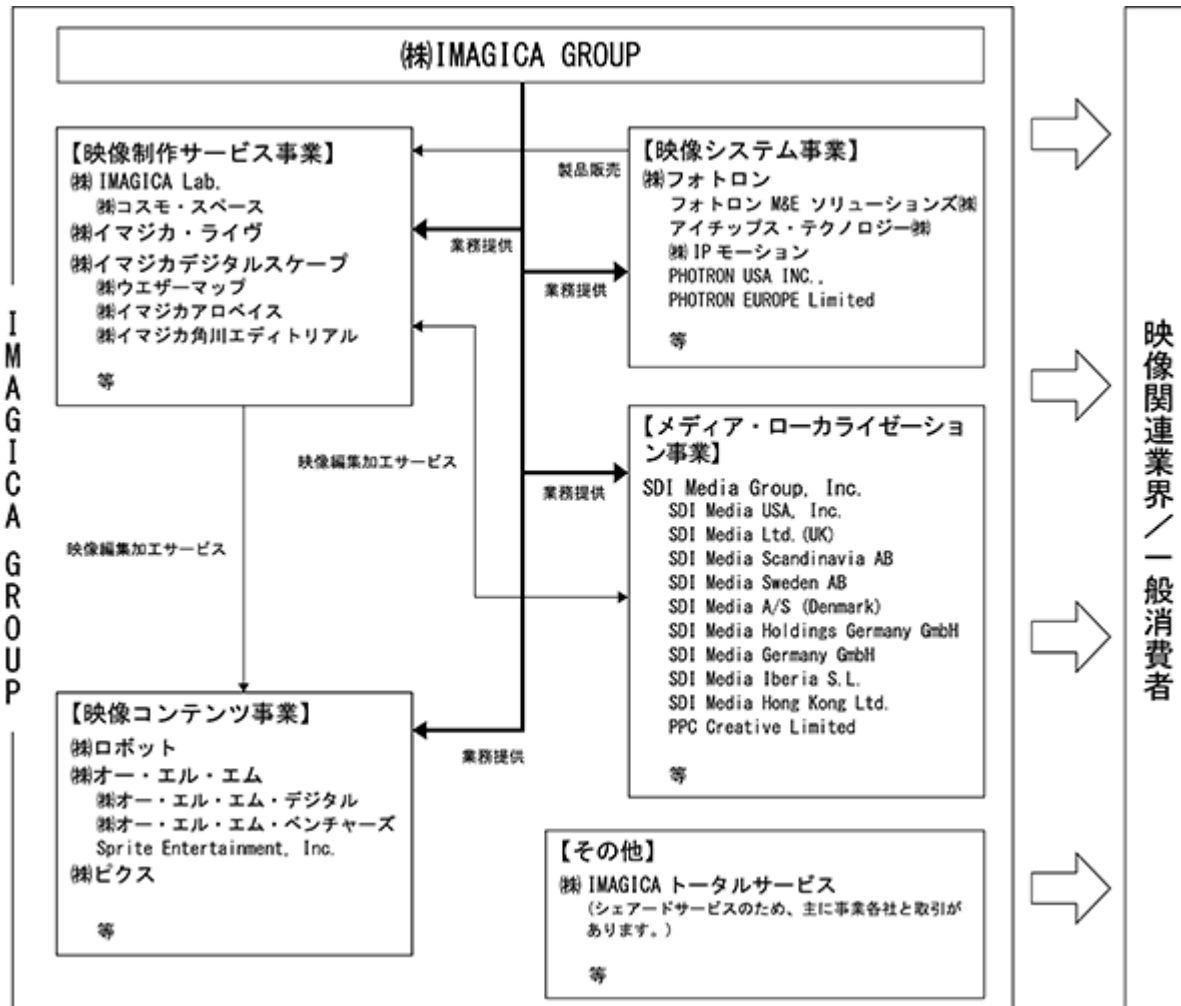 ㈱IMAGICA GROUP
【映像制作サービス事業】
㈱ IMAGICA Lab.
㈱コスモ・スペース
㈱イマジカ・ライヴ
㈱イマジカデジタルスケープ
㈱ウエザーマップ
㈱イマジカアロベイス
㈱イマジカ角川エディトリアル
等
製品販売
業務提供
業務提供
【映像システム事業】
㈱フォトロン
フォトロン M&E ソリューションズ㈱
アイチップス・テクノロジー㈱
㈱ IPモーション
PHOTRON USA INC.,
PHOTRON EUROPE Limited
等
映像編集加工サービス
業務提供
【メディア・ローカライゼーショ
ン事業】
SDI Media Group, Inc.
SDI Media USA, Inc.
SDI Media Ltd.(UK)
SDI Media Scandinavia AB
SDI Media Sweden AB
SDI Media A/S (Denmark)
SDI Media Holdings Germany GmbH
SDI Media Germany GmbH
SDI Media Iberia S.L.
SDI Media Hong Kong Ltd.
PPC Creative Limited
等
映像編集加工サービス
【映像コンテンツ事業】
㈱ロボット
㈱オー・エル・エム
㈱オー・エル・エム・デジタル
㈱オー・エル・エム・ベンチャーズ
Sprite Entertainment, Inc.
㈱ピクス
等
業務提供
【その他】
㈱ IMAGICA トータルサービス
(シェアードサービスのため、主に事業各社と取引が
あります。)
等
IMAGICA GROUP
映像関連業界／一般消費者